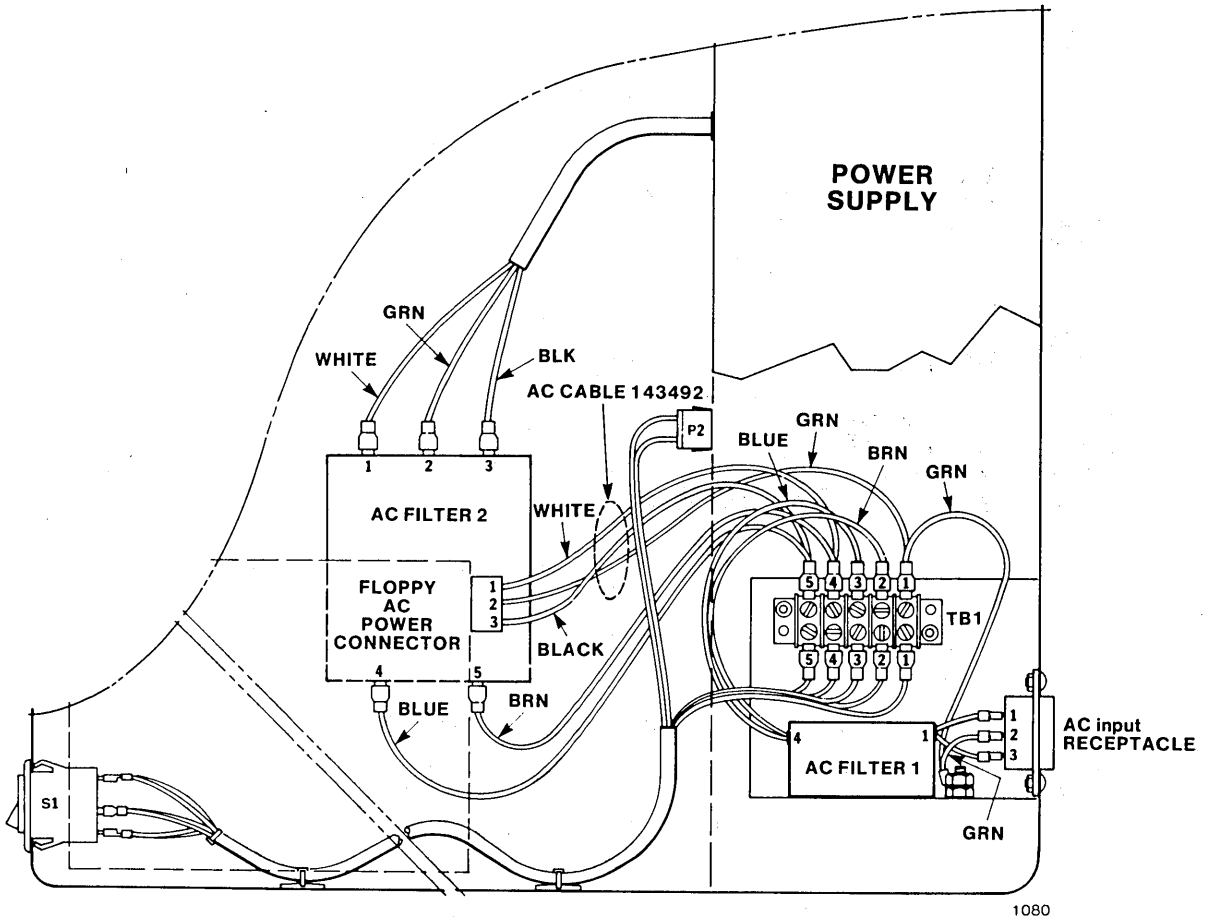 POWER
SUPPLY
GRN
WHITE
BLK
AC CABLE 143492
P2
GRN
BLUE
BRN
GRN
1 2 3
AC FILTER 2
WHITE
FLOPPY
AC
POWER
CONNECTOR
1
2
3
BLACK
5 4 3 2 1
TB1
5 4 3 2 1
4 5
BLUE
BRN
4 1
AC FILTER 1
1
2
3
AC input
RECEPTACLE
GRN
S1
1080